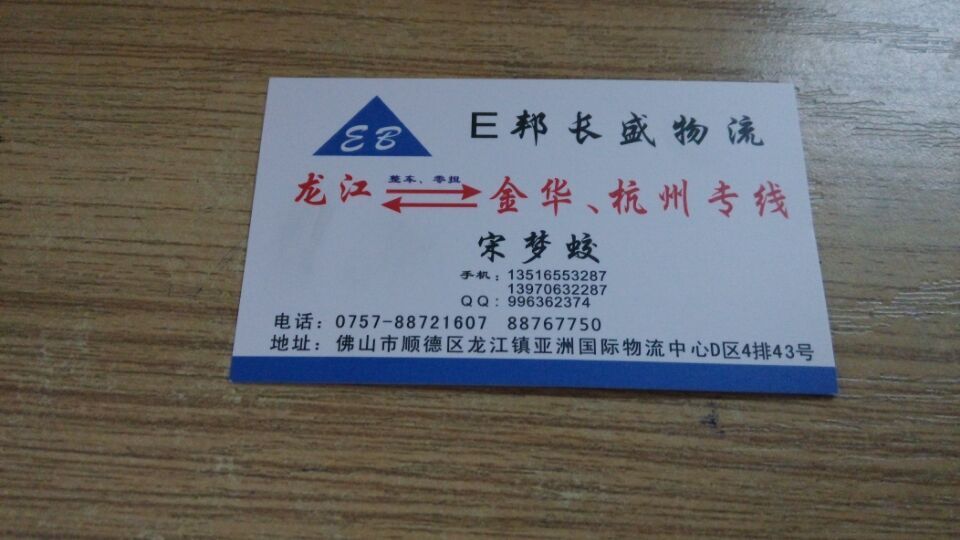 EB
E邦长盛物流
整车、零担
龙江 金华、杭州专线
宋梦蛟
手机：13516553287
13970632287
QQ：996362374
电话：0757-88721607 88767750
地址：佛山市顺德区龙江镇亚洲国际物流中心D区4排43号